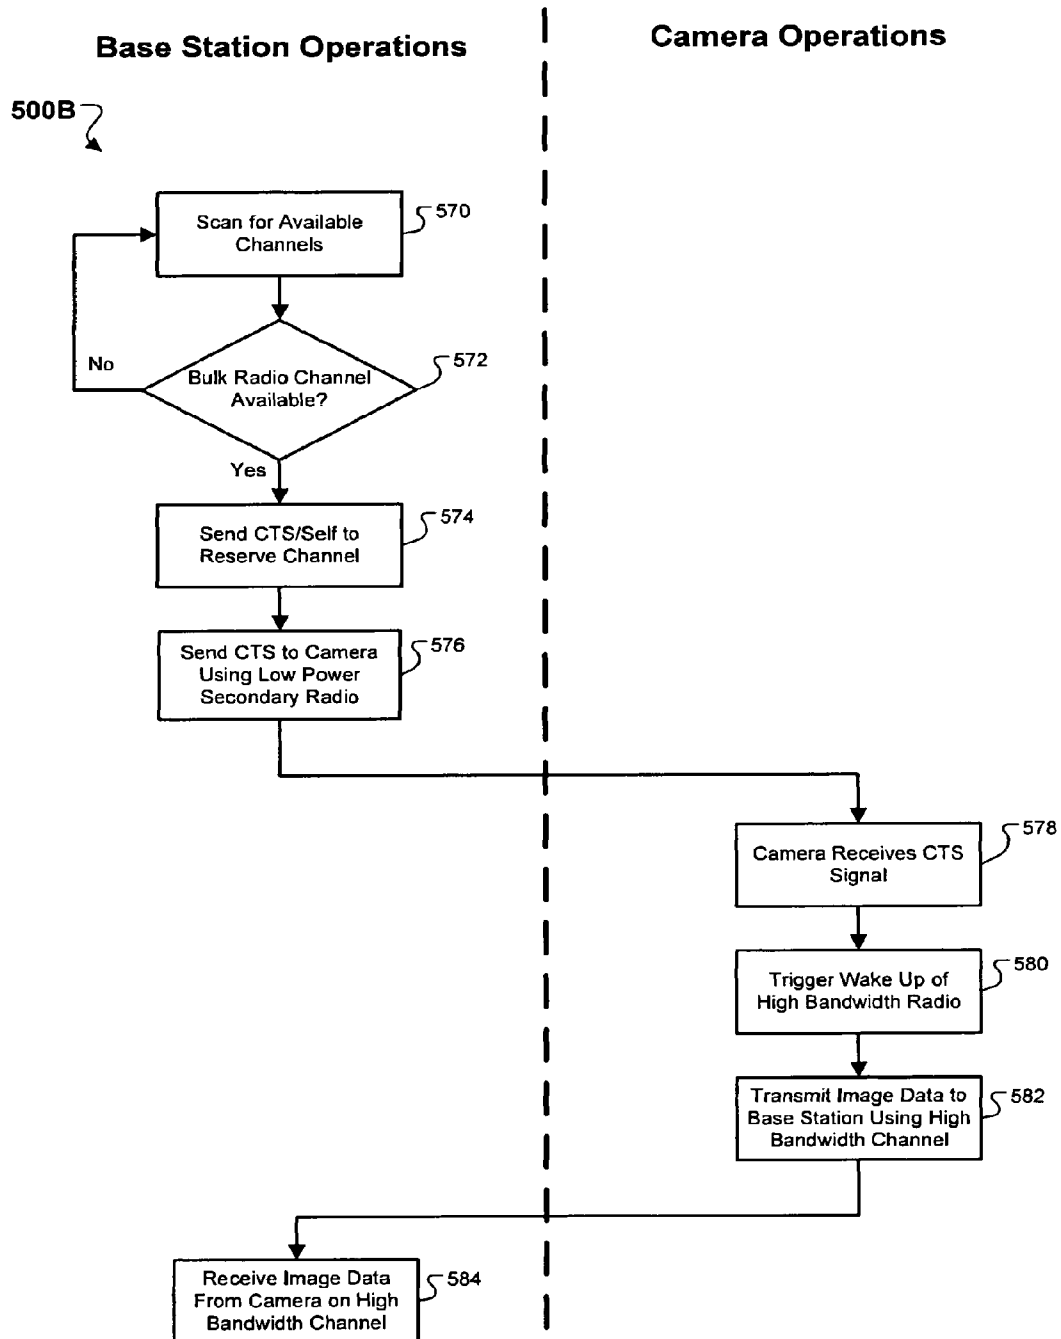 Base Station Operations
Camera Operations
500B
Scan for Available
Channels
570
No
Bulk Radio Channel
Available?
572
Yes
Send CTS/Self to
Reserve Channel
574
Send CTS to Camera
Using Low Power
Secondary Radio
576
Camera Receives CTS
Signal
578
Trigger Wake Up of
High Bandwidth Radio
580
Transmit Image Data to
Base Station Using High
Bandwidth Channel
582
Receive Image Data
From Camera on High
Bandwidth Channel
584